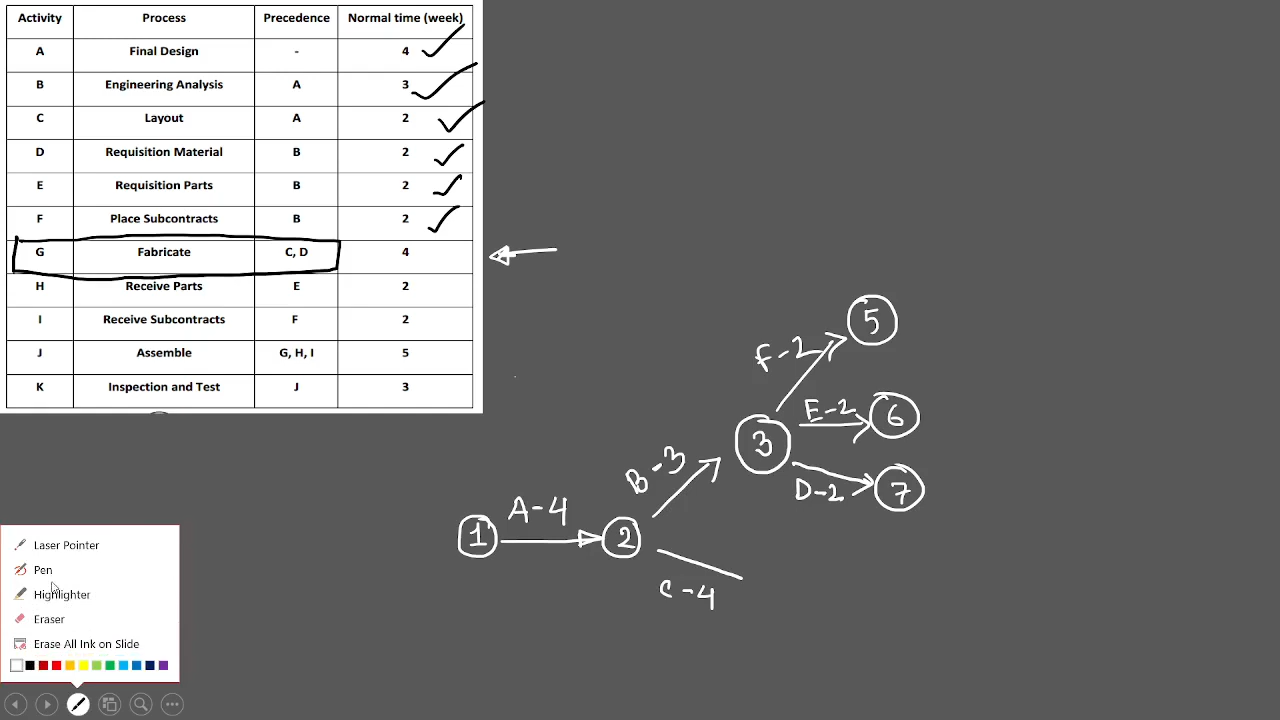 Activity Process Precedence Normal time (week)
A Final Design - 4
B Engineering Analysis A 3
C Layout A 2
D Requisition Material B 2
E Requisition Parts B 2
F Place Subcontracts B 2
G Fabricate C, D 4
H Receive Parts E 2
I Receive Subcontracts F 2
J Assemble G, H, I 5
K Inspection and Test J 3
5
F-2
E-2
6
3
B-3
D-2
7
A-4
1
2
C-4
Laser Pointer
Pen
Highlighter
Eraser
Erase All Ink on Slide